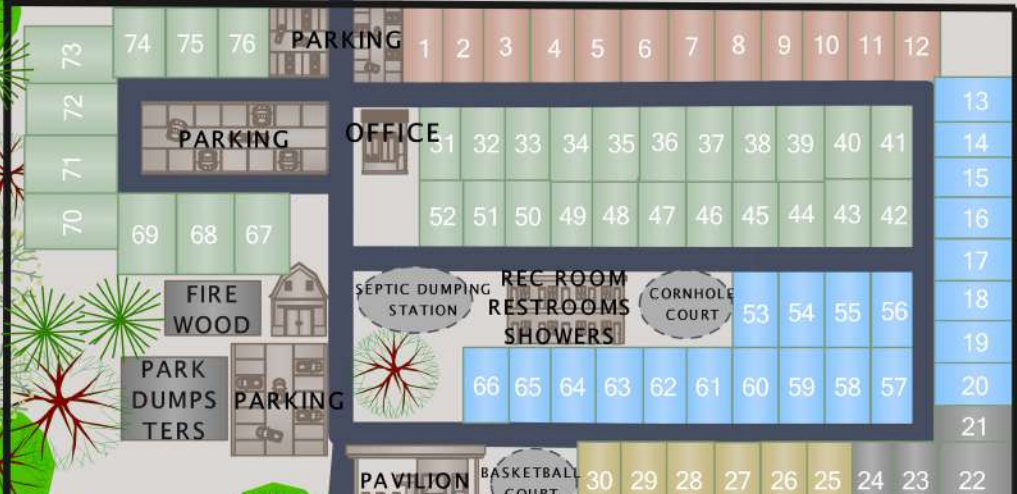 73
74 75 76 PARKING 1 2 3 4 5 6 7 8 9 10 11 12
72
13
PARKING OFFICE 31 32 33 34 35 36 37 38 39 40 41 14
71
15
70 69 68 67 52 51 50 49 48 47 46 45 44 43 42 16
17
SEPTIC DUMPING
STATION
REC ROOM
RESTROOMS
SHOWERS
CORNHOLE
COURT
53 54 55 56 18
FIRE
WOOD
19
PARK
DUMPS
TERS
PARKING
66 65 64 63 62 61 60 59 58 57 20
21
PAVILION
BASKETBALL
COURT
30 29 28 27 26 25 24 23 22